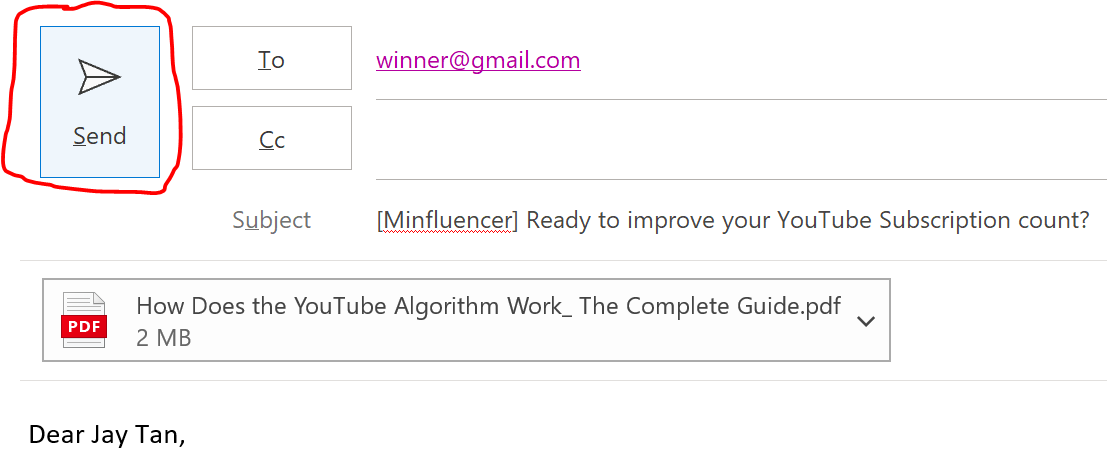 To
winner@gmail.com
Send
Cc
Subject
[Minfluencer] Ready to improve your YouTube Subscription count?
PDF
How Does the YouTube Algorithm Work_ The Complete Guide.pdf
2 MB
Dear Jay Tan,